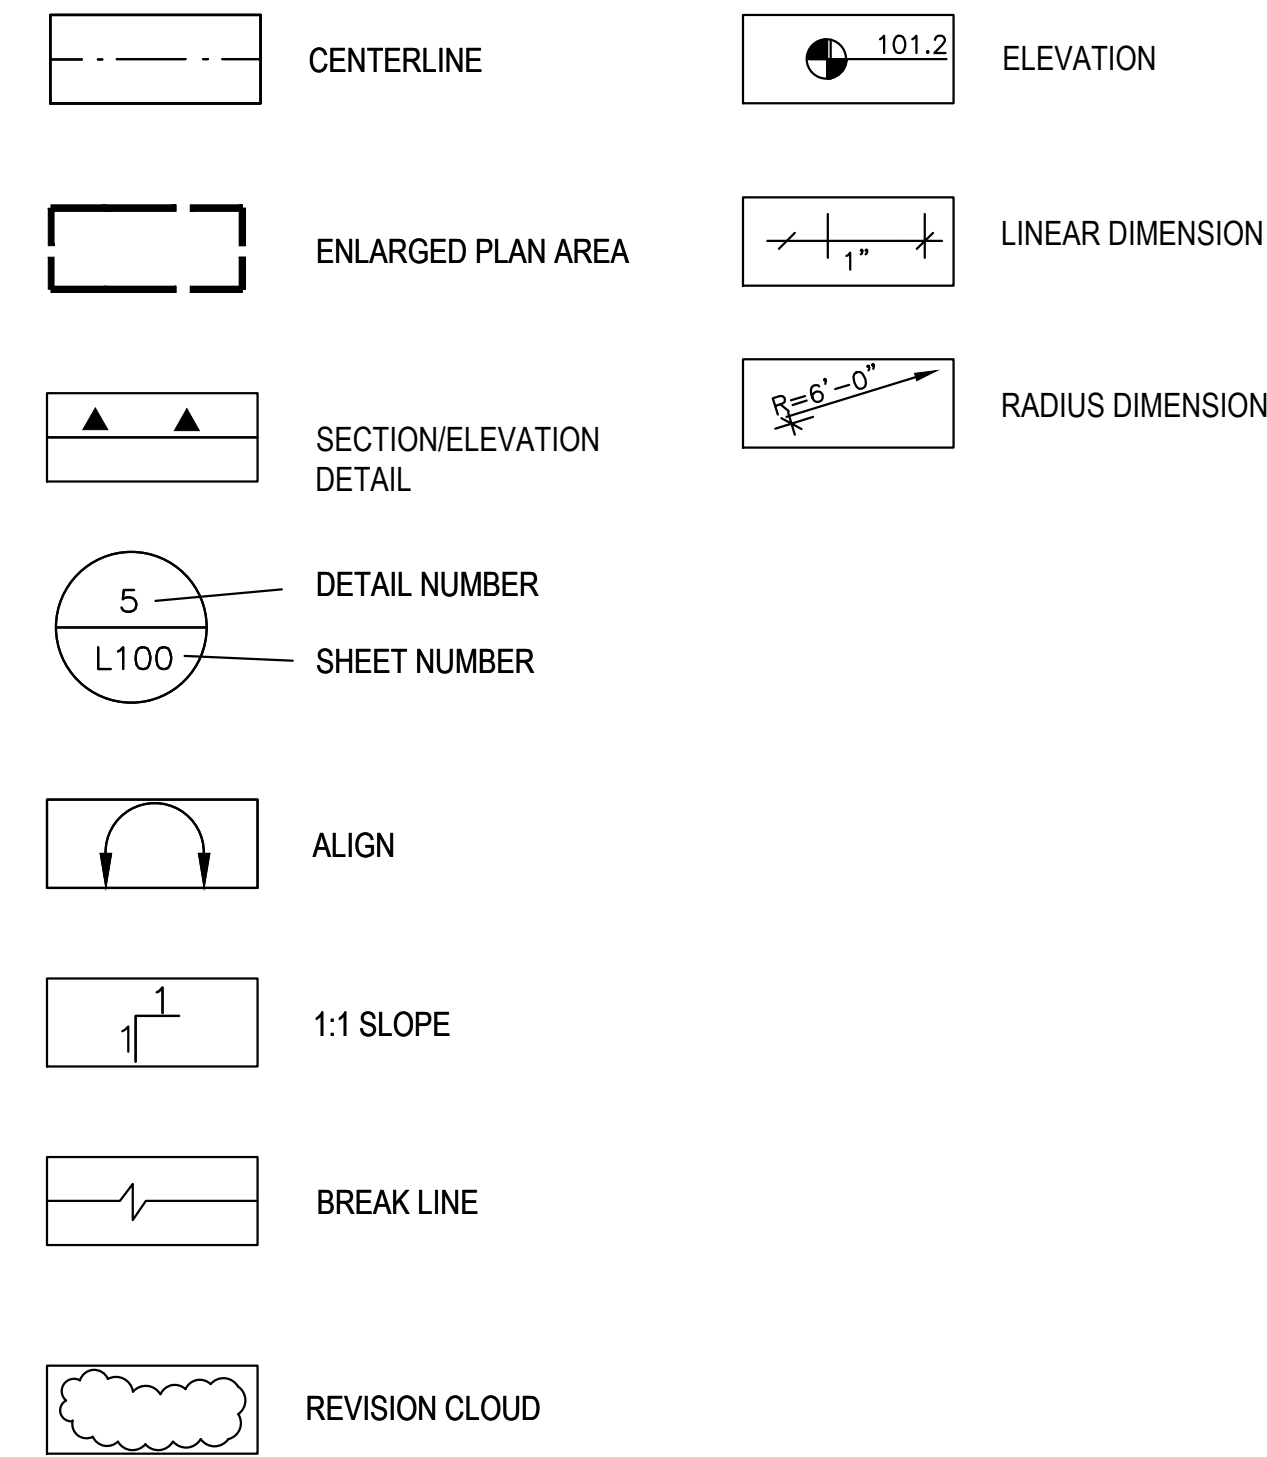 CENTERLINE
ENLARGED PLAN AREA
SECTION/ELEVATION
DETAIL
5
DETAIL NUMBER
L100
SHEET NUMBER
ALIGN
1
1
1:1 SLOPE
BREAK LINE
REVISION CLOUD
101.2
ELEVATION
1"
LINEAR DIMENSION
R=6'-0"
RADIUS DIMENSION